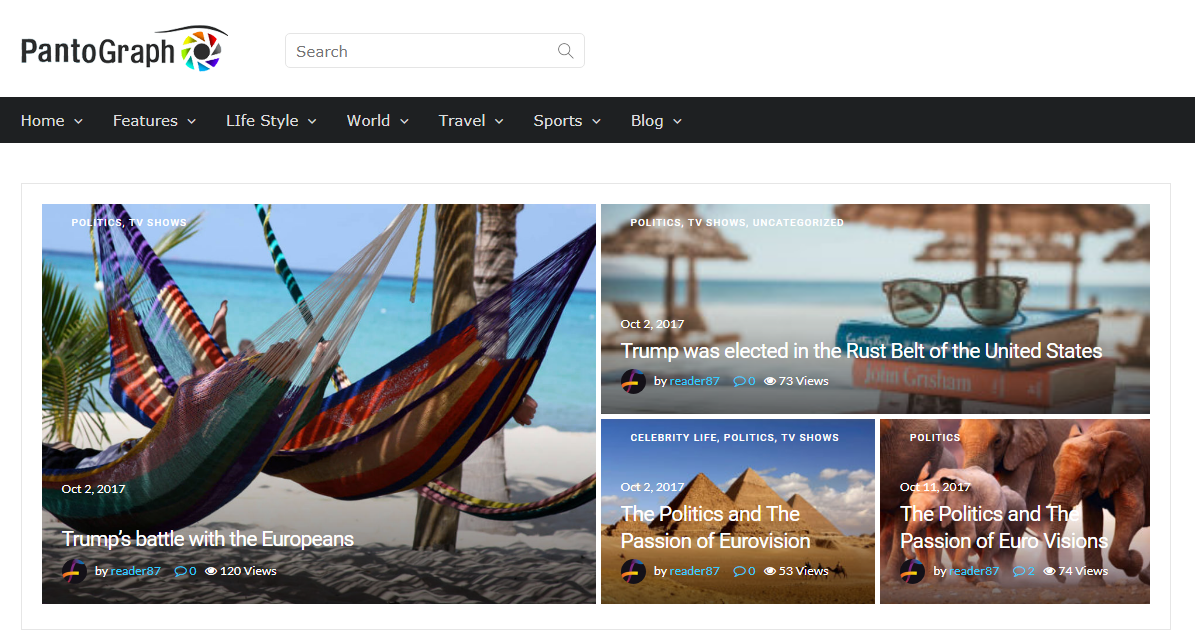 PantoGraph
Search
Home Features LIfe Style World Travel Sports Blog
POLITICS, TV SHOWS
Oct 2, 2017
Trump's battle with the Europeans
by reader87 0 120 Views
POLITICS, TV SHOWS, UNCATEGORIZED
Oct 2, 2017
Trump was elected in the Rust Belt of the United States
by reader87 0 73 Views
John Grisham
CELEBRITY LIFE, POLITICS, TV SHOWS
Oct 2, 2017
The Politics and The
Passion of Eurovision
by reader87 0 53 Views
POLITICS
Oct 11, 2017
The Politics and The
Passion of Euro Visions
by reader87 2 74 Views